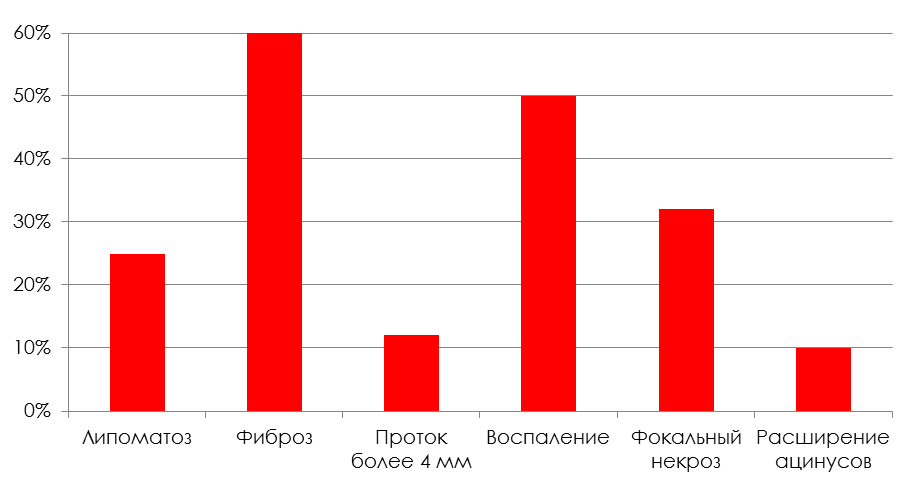 60%
50%
40%
30%
20%
10%
0%
Липоматоз
Фиброз
Проток
более 4 мм
Воспаление
Фокальный
некроз
Расширение
ацинусов